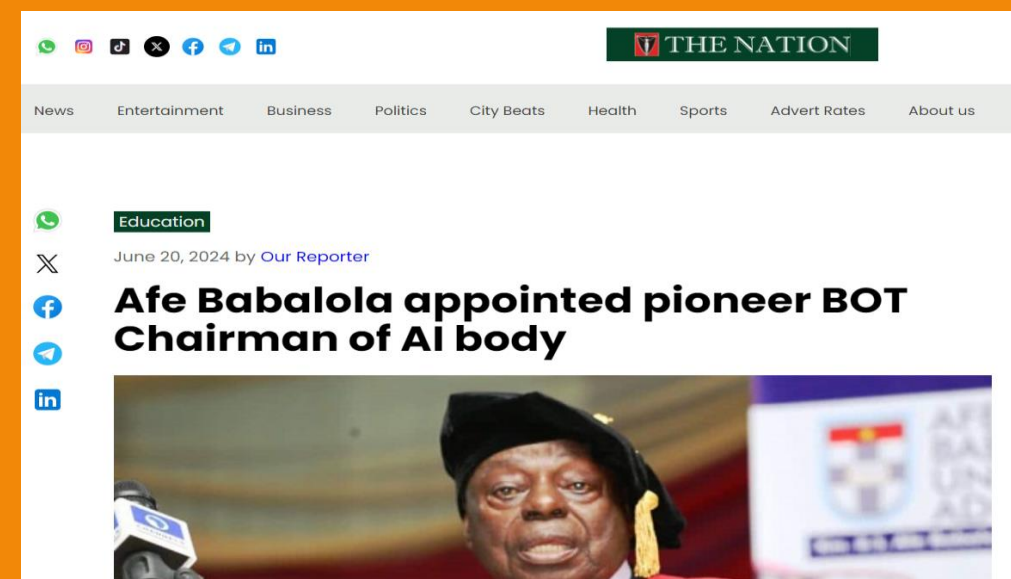 THE NATION
News Entertainment Business Politics City Beats Health Sports Advert Rates About us
Education
June 20, 2024 by Our Reporter
Afe Babalola appointed pioneer BOT
Chairman of AI body